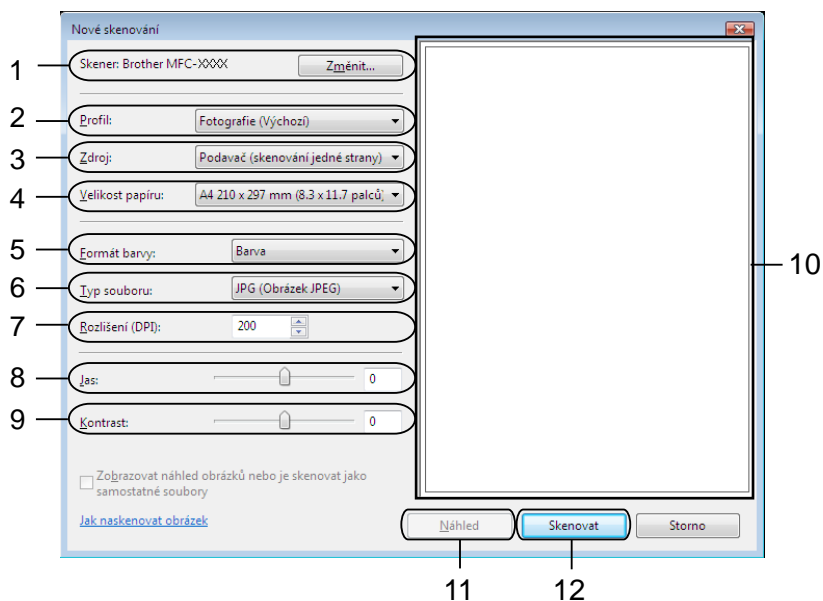 Nové skenování
1
Skener: Brother MFC-XXXX
Změnit...
2
Profil:
Fotografie (Výchozí)
3
Zdroj:
Podavač (skenování jedné strany)
4
Velikost papíru:
A4 210 x 297 mm (8.3 x 11.7 palců)
5
Formát barvy:
Barva
6
Typ souboru:
JPG (Obrázek JPEG)
7
Rozlišení (DPI):
200
8
Jas:
0
9
Kontrast:
0
10
Zobrazovat náhled obrázků nebo je skenovat jako
samostatné soubory
Jak naskenovat obrázek
Náhled
Skenovat
Storno
11
12